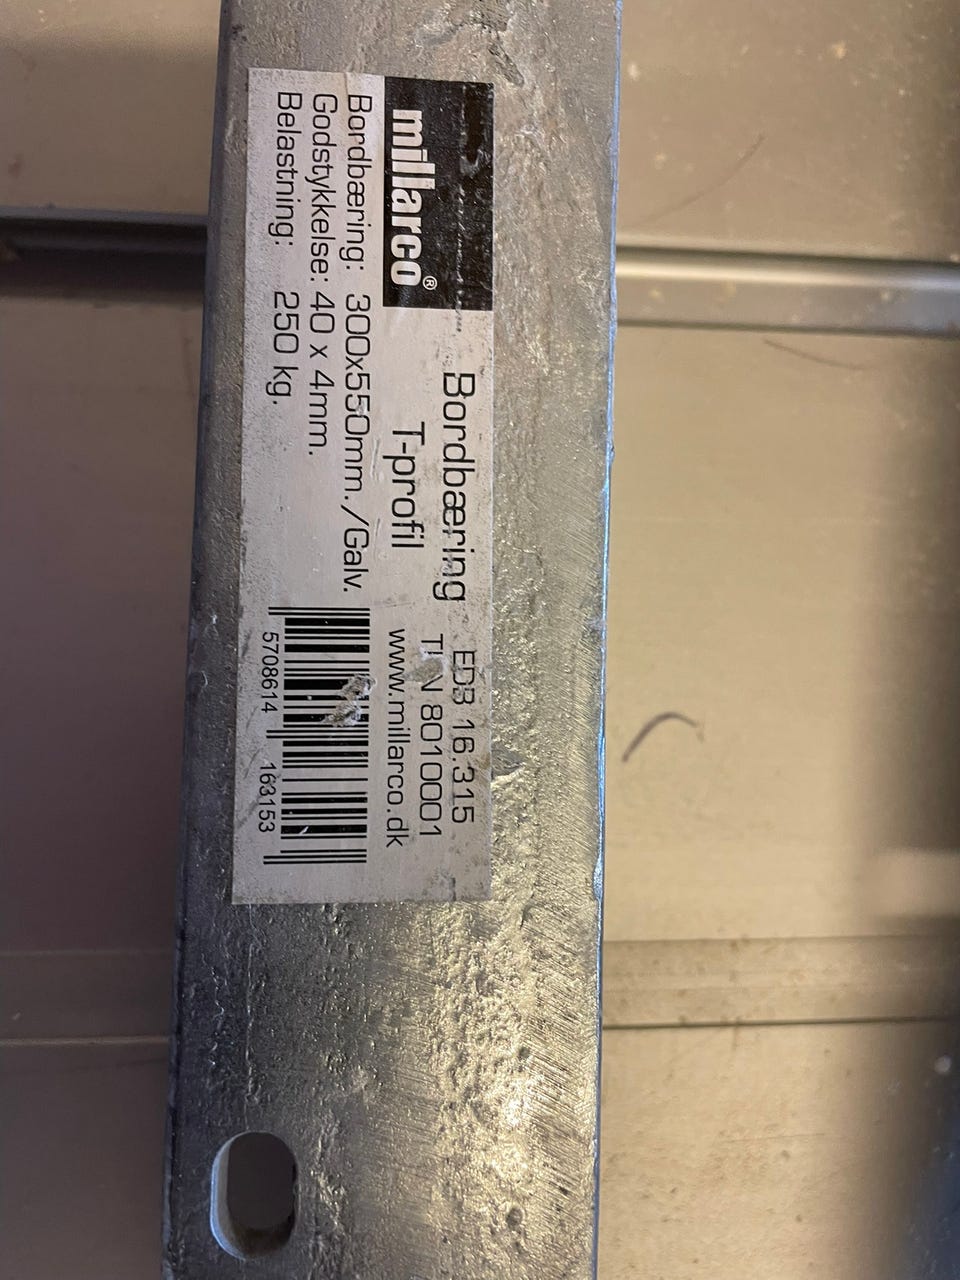 millarco®
Bordbæring
T-profil
EDB 16.315
8010001
www.millarco.dk
Bordbæring: 300x550mm./Galv.
Godstykkelse: 40 x 4mm.
Belastning: 250 kg.
5708614 163153